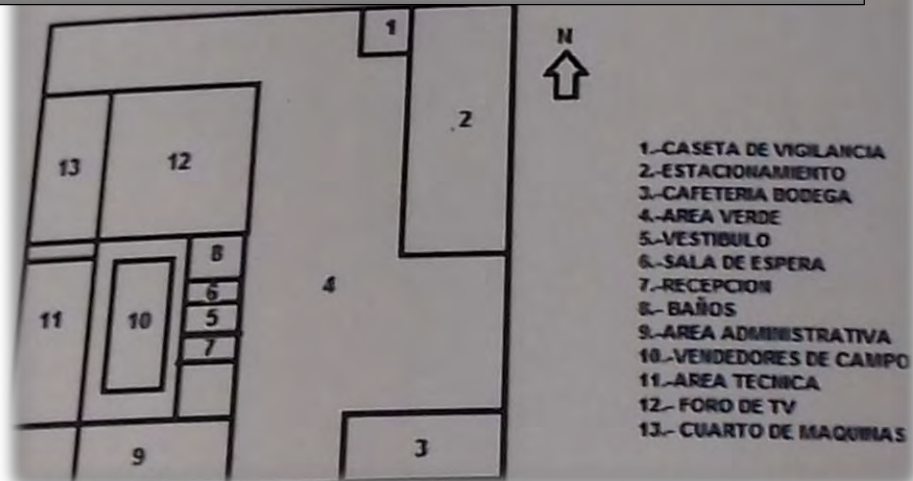 1
N
2
13
12
8
6
5
7
4
11
10
9
3
1.-CASETA DE VIGILANCIA
2.-ESTACIONAMIENTO
3.-CAFETERIA BODEGA
4.-AREA VERDE
5.-VESTIBULO
6.-SALA DE ESPERA
7.-RECEPCION
8.- BAÑOS
9.-AREA ADMINISTRATIVA
10.-VENDEDORES DE CAMPO
11.-AREA TECNICA
12.- FORO DE TV
13.- CUARTO DE MAQUINAS